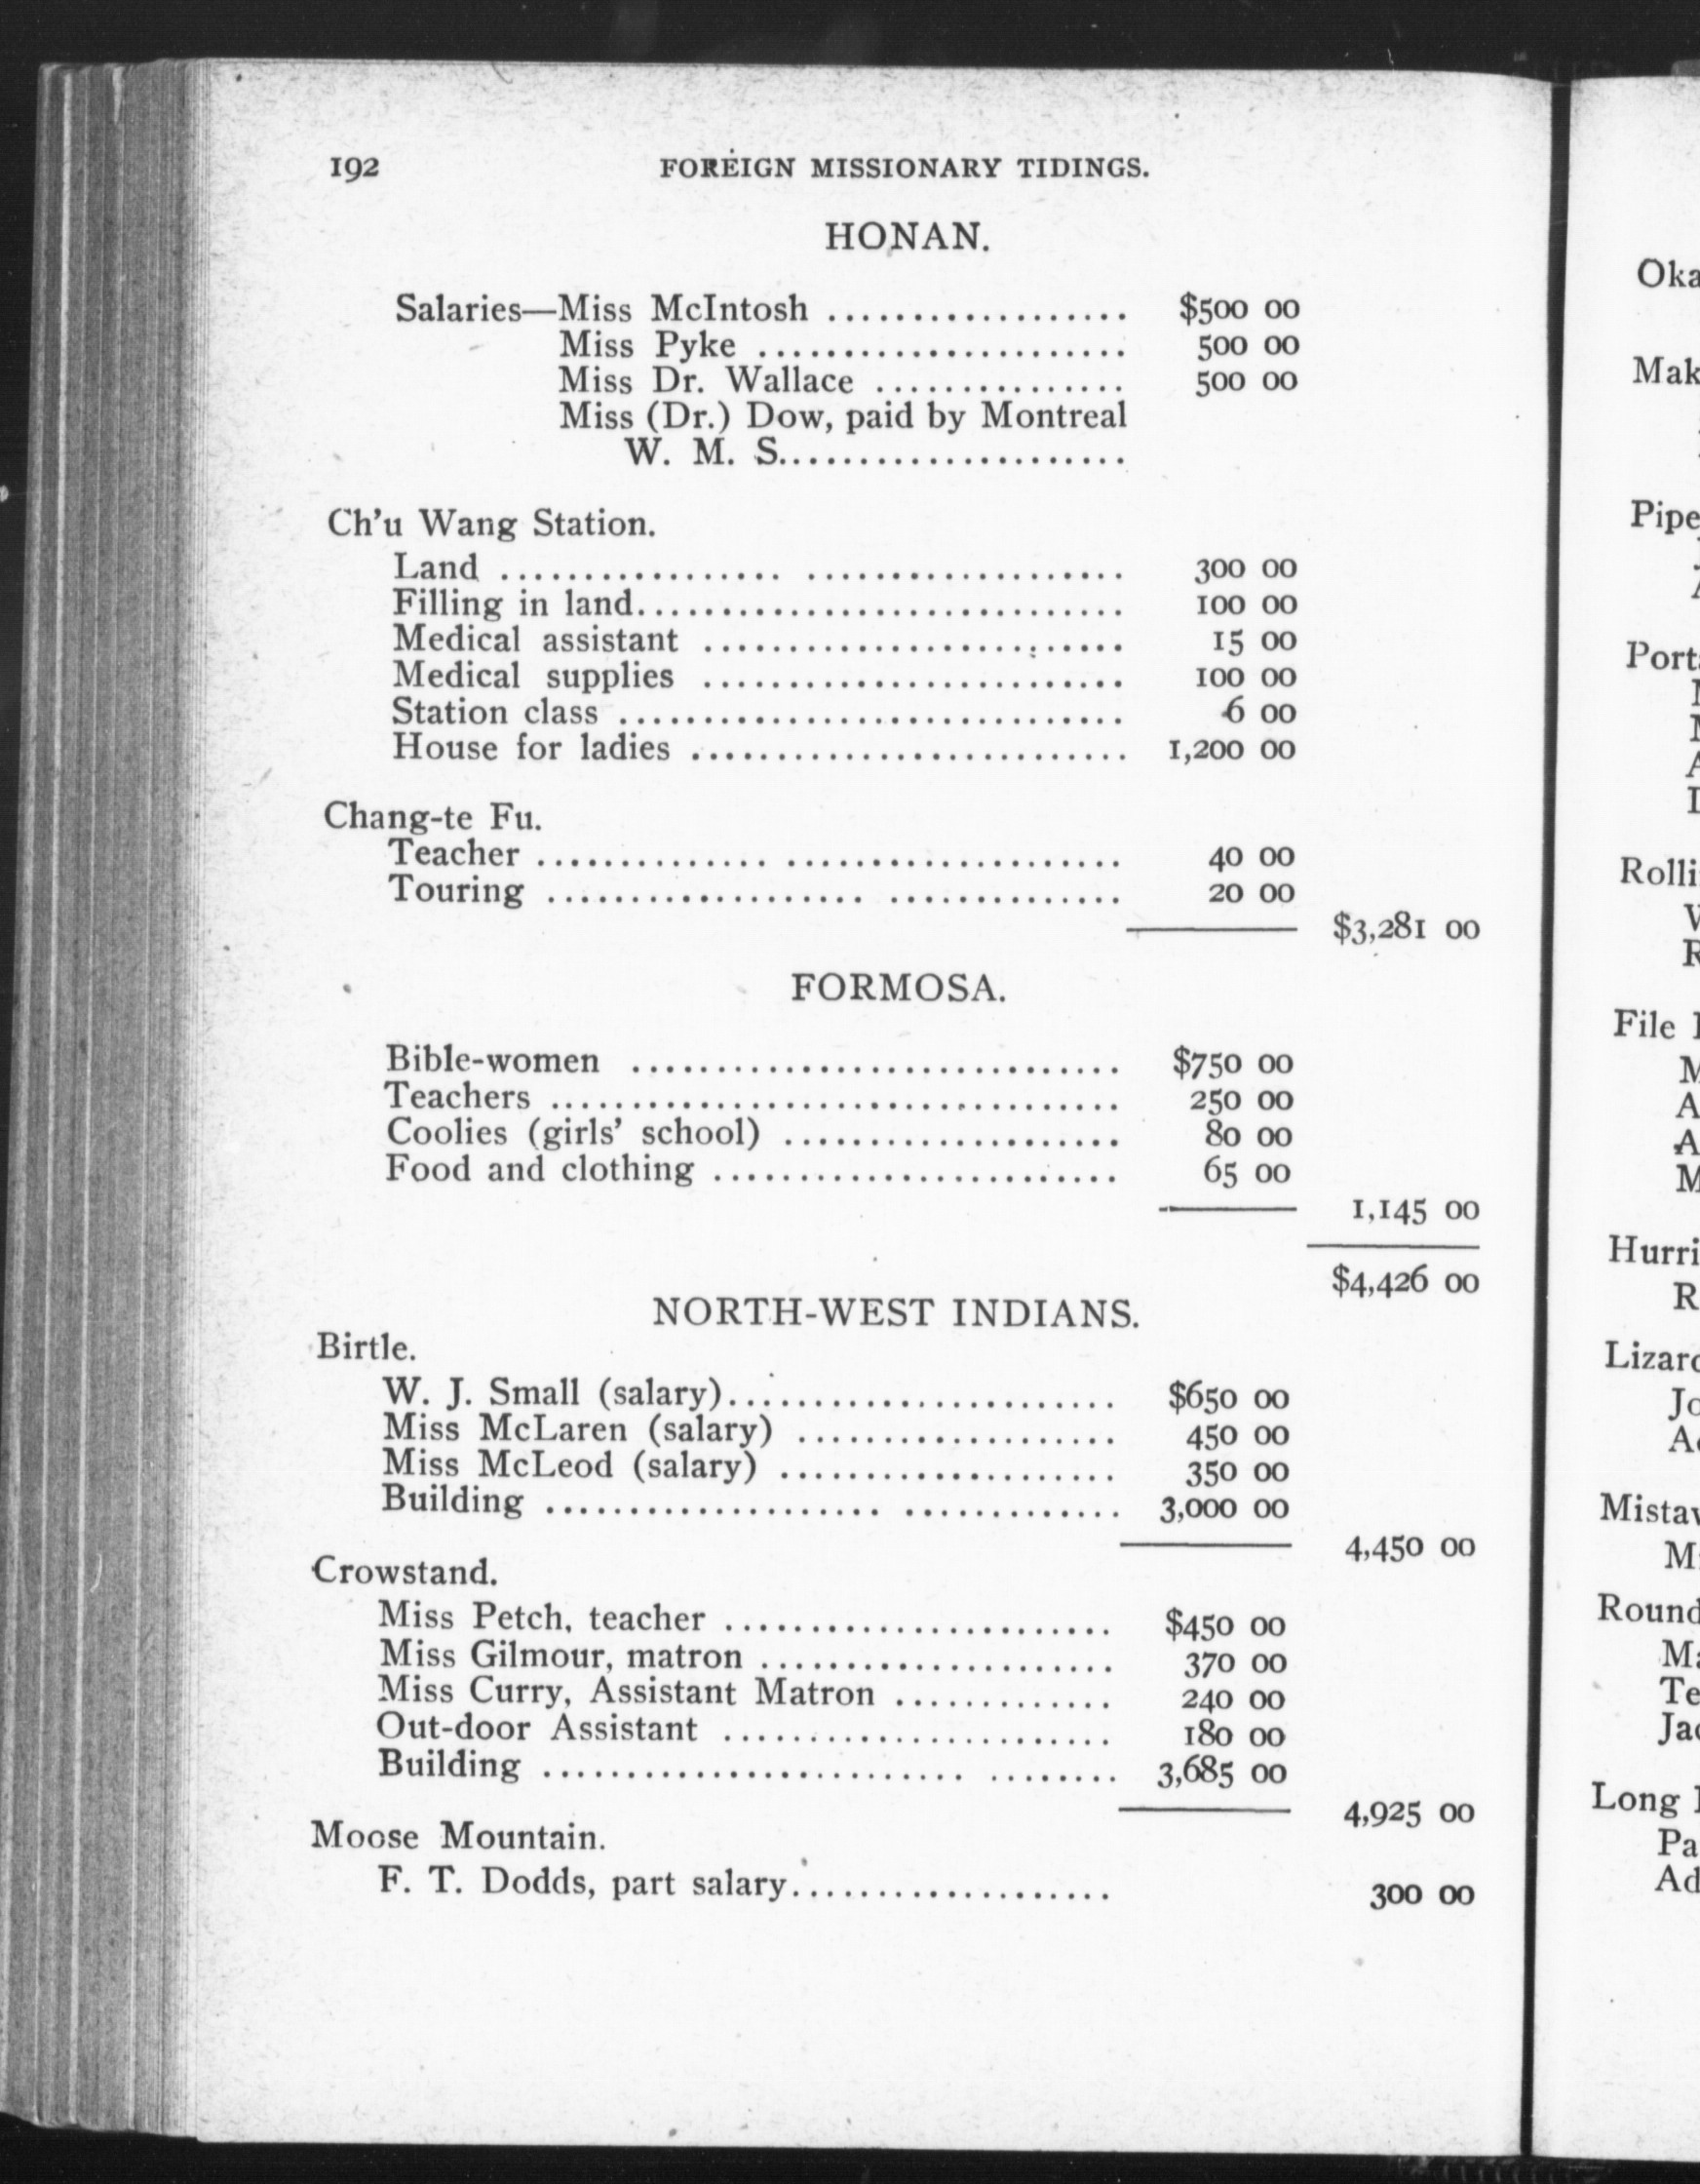 192 FOREIGN MISSIONARY TIDINGS.
HONAN.
Salaries—Miss McIntosh .................. $500 00
Miss Pyke ...................... 500 00
Miss Dr. Wallace ............... 500 00
Miss (Dr.) Dow, paid by Montreal
W. M. S.....................
Ch'u Wang Station.
Land ................. ................... 300 00
Filling in land............................. 100 00
Medical assistant ......................... 15 00
Medical supplies ......................... 100 00
Station class .............................. 6 00
House for ladies .......................... 1,200 00
Chang-te Fu.
Teacher .............. .................... 40 00
Touring ................... .............. 20 00
$3,281 00
FORMOSA.
Bible-women ............................. $750 00
Teachers .................................. 250 00
Coolies (girls' school) .................... 80 00
Food and clothing ........................ 65 00
1,145 00
$4,426 00
NORTH-WEST INDIANS.
Birtle.
W. J. Small (salary)....................... $650 00
Miss McLaren (salary) ................... 450 00
Miss McLeod (salary) .................... 350 00
Building .................... ............. 3,000 00
4,450 00
Crowstand.
Miss Petch, teacher ....................... $450 00
Miss Gilmour, matron ..................... 370 00
Miss Curry, Assistant Matron ............. 240 00
Out-door Assistant ....................... 180 00
Building ......................... ........ 3,685 00
4,925 00
Moose Mountain.
F. T. Dodds, part salary................... 300 00
Oka
Mak
Pipe
Port
Rolli
File
Hurri
Lizard
Jo
Mistaw
Round
Ma
Te
Jac
Long
Pa
Ad